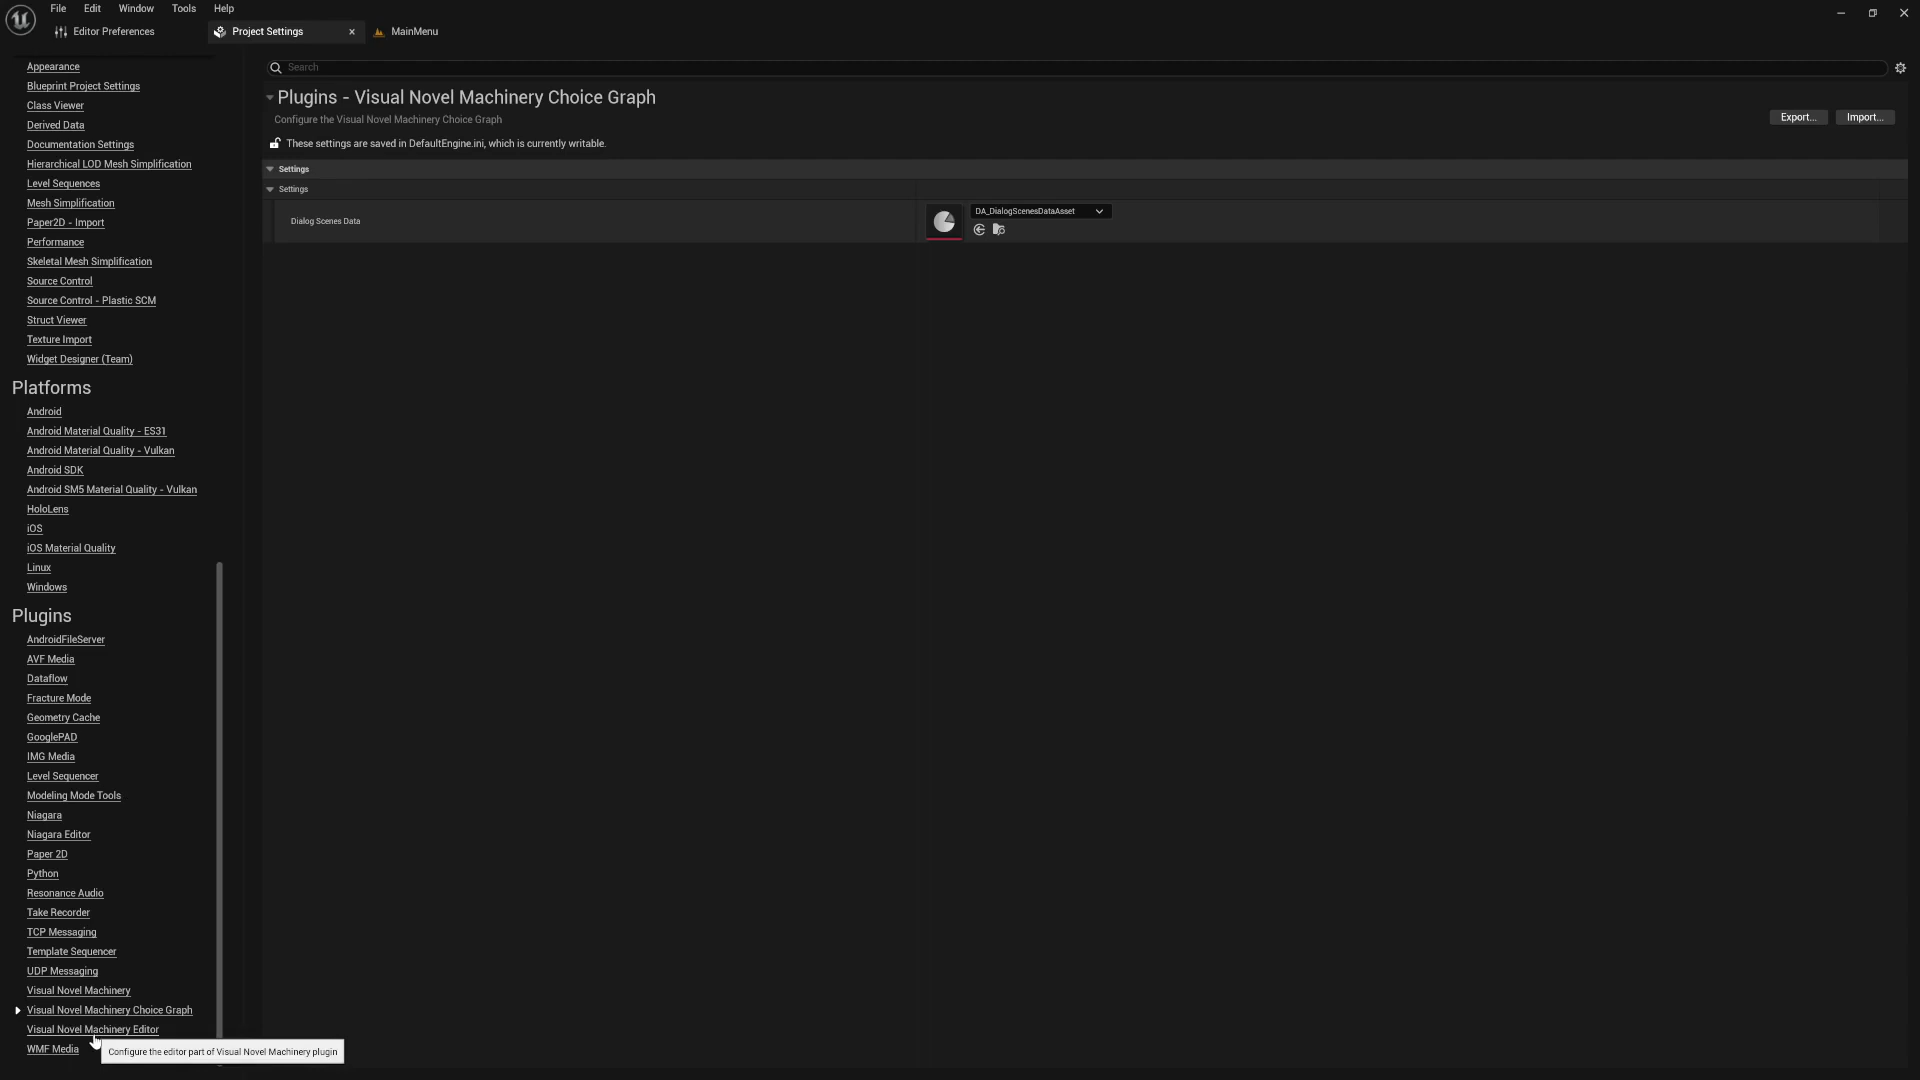 File Edit Window Tools Help
Editor Preferences Project Settings MainMenu
Appearance
Blueprint Project Settings
Class Viewer
Derived Data
Documentation Settings
Hierarchical LOD Mesh Simplification
Level Sequences
Mesh Simplification
Paper2D - Import
Performance
Skeletal Mesh Simplification
Source Control
Source Control - Plastic SCM
Struct Viewer
Texture Import
Widget Designer (Team)
Platforms
Android
Android Material Quality - ES31
Android Material Quality - Vulkan
Android SDK
Android SM5 Material Quality - Vulkan
HoloLens
iOS
iOS Material Quality
Linux
Windows
Plugins
AndroidFileServer
AVF Media
Dataflow
Fracture Mode
Geometry Cache
GooglePAD
IMG Media
Level Sequencer
Modeling Mode Tools
Niagara
Niagara Editor
Paper 2D
Python
Resonance Audio
Take Recorder
TCP Messaging
Template Sequencer
UDP Messaging
Visual Novel Machinery
Visual Novel Machinery Choice Graph
Visual Novel Machinery Editor
WMF Media
Configure the editor part of Visual Novel Machinery plugin
Search
Plugins - Visual Novel Machinery Choice Graph
Configure the Visual Novel Machinery Choice Graph
Export... Import...
These settings are saved in DefaultEngine.ini, which is currently writable.
Settings
Settings
Dialog Scenes Data
DA_DialogScenesDataAsset